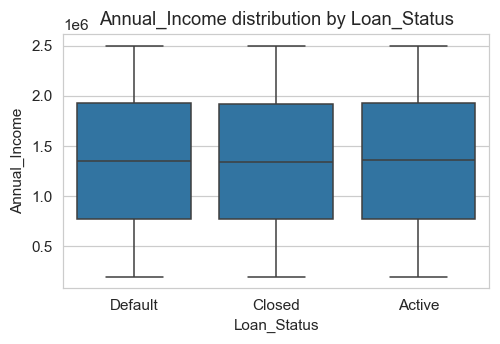 Annual_Income distribution by Loan_Status
1e6
2.5
2.0
1.5
1.0
0.5
Annual_Income
Default Closed Active
Loan_Status